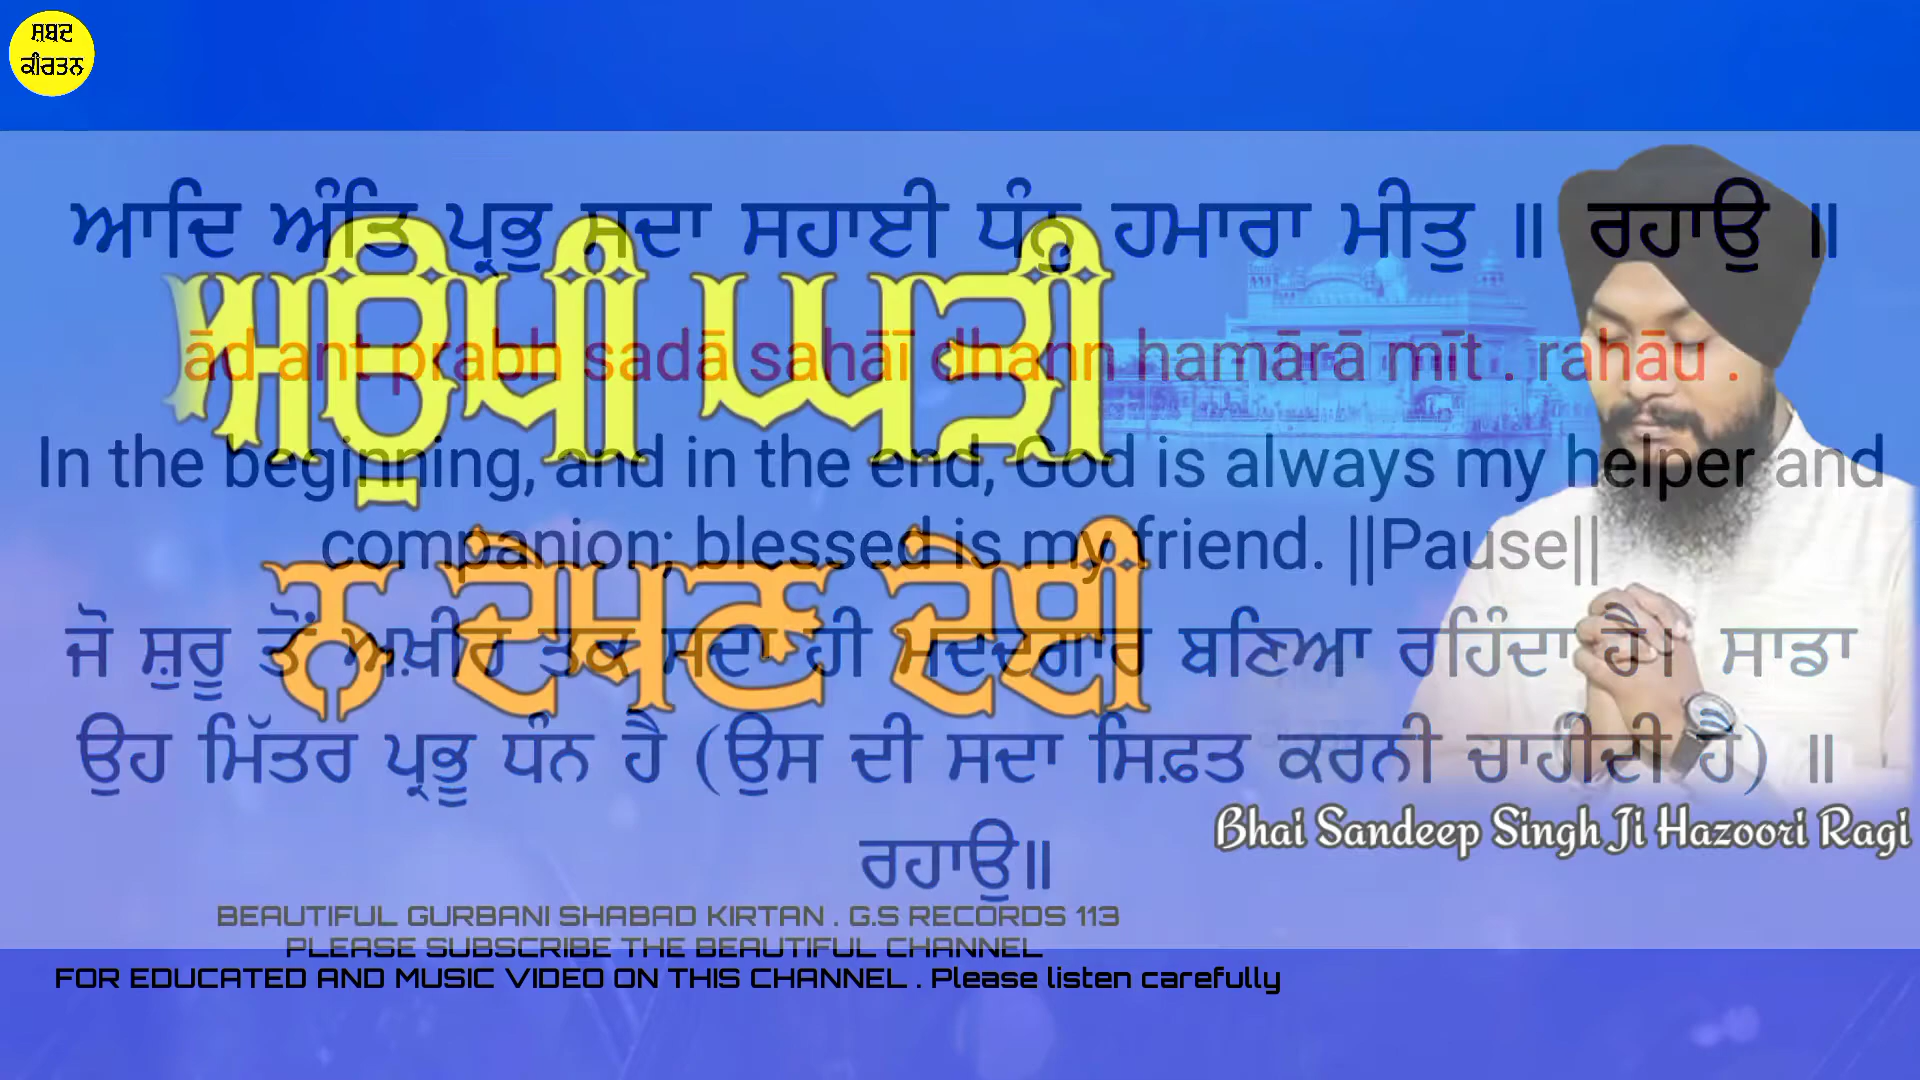 ਸ਼ਬਦ
ਕੀਰਤਨ
ਆਦਿ ਅੰਤਿ ਪ੍ਰਭੁ ਸਦਾ ਸਹਾਈ ਧੰਨੁ ਹਮਾਰਾ ਮੀਤੁ ॥ ਰਹਾਉ ॥
ਅਉਖੀ ਘੜੀ
ād ant prabh sadā sahāī dhann hamārā mīt . rahāu .
In the beginning, and in the end, God is always my helper and
companion; blessed is my friend. ||Pause||
ਨ ਦੇਖਣ ਦੇਈ
ਜੋ ਸ਼ੁਰੂ ਤੋਂ ਅਖ਼ੀਰ ਤਕ ਸਦਾ ਹੀ ਮਦਦਗਾਰ ਬਣਿਆ ਰਹਿੰਦਾ ਹੈ। ਸਾਡਾ
ਉਹ ਮਿੱਤਰ ਪ੍ਰਭੂ ਧੰਨ ਹੈ (ਉਸ ਦੀ ਸਦਾ ਸਿਫ਼ਤ ਕਰਨੀ ਚਾਹੀਦੀ ਹੈ) ॥
ਰਹਾਉ॥
Bhai Sandeep Singh Ji Hazoori Ragi
BEAUTIFUL GURBANI SHABAD KIRTAN . G.S RECORDS 113
PLEASE SUBSCRIBE THE BEAUTIFUL CHANNEL
FOR EDUCATED AND MUSIC VIDEO ON THIS CHANNEL . Please listen carefully